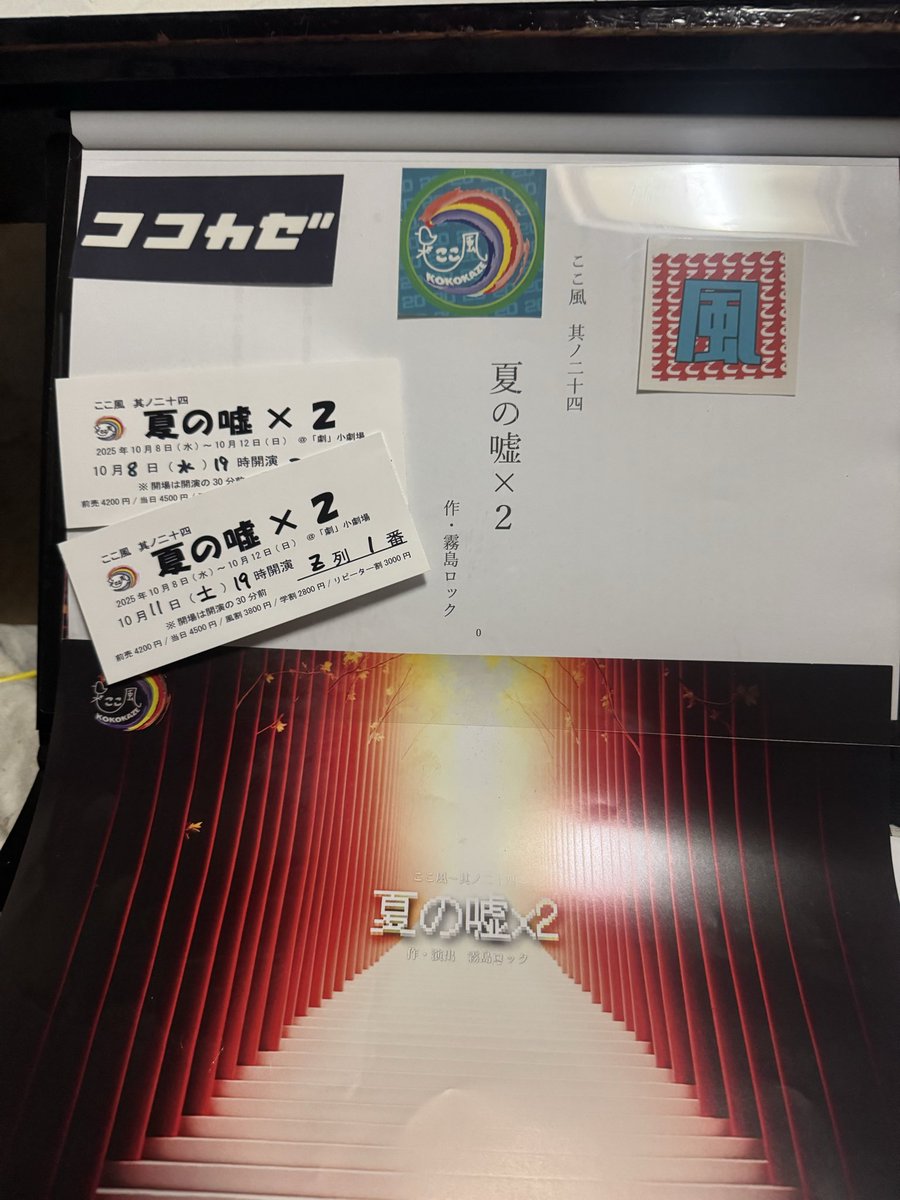 ココカゼ
ここ風
KOKOKAZE
風
ここ風 其ノ二十四
夏の嘘×2
作・霧島ロック
0
ここ風 其ノ二十四
夏の嘘×2
2025年10月8日(水)~10月12日(日) @「劇」小劇場
10月8日(水)19時開演
※開場は開演の30分前
前売4200円/当日4500円/
ここ風 其ノ二十四
夏の嘘×2
2025年10月8日(水)~10月12日(日) @「劇」小劇場
10月11日(土)19時開演 Z列1番
※開場は開演の30分前
前売4200円/当日4500円/風割3800円/学割2800円/リピーター割3000円
ここ風
KOKOKAZE
ここ風~其ノ二十四~
夏の嘘×2
作・演出 霧島ロック